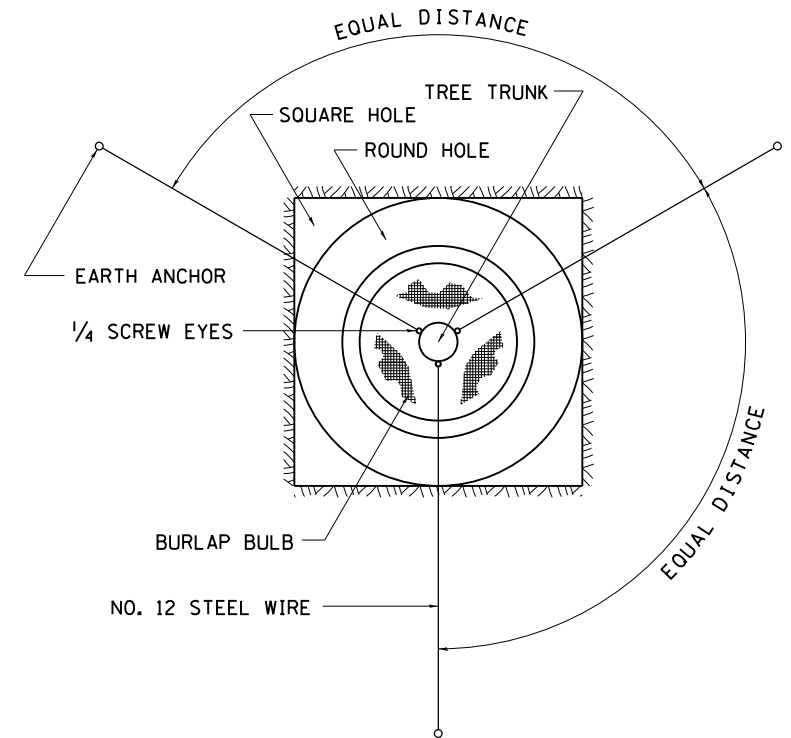 EQUAL DISTANCE
TREE TRUNK
SQUARE HOLE
ROUND HOLE
EARTH ANCHOR
1/4 SCREW EYES
EQUAL DISTANCE
BURLAP BULB
NO. 12 STEEL WIRE